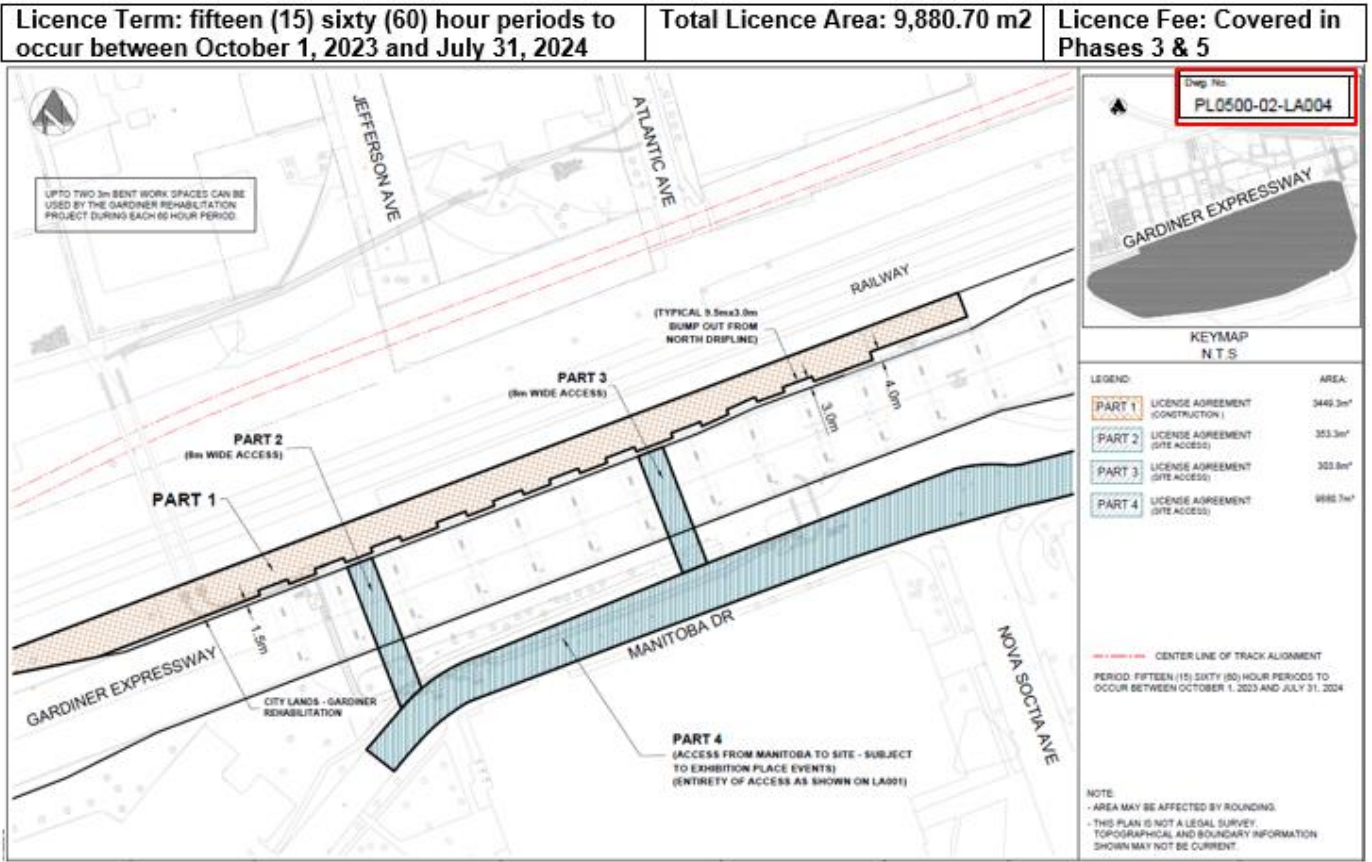 Licence Term: fifteen (15) sixty (60) hour periods to
occur between October 1, 2023 and July 31, 2024
Total Licence Area: 9,880.70 m2
Licence Fee: Covered in
Phases 3 & 5
Dwg. No.
PL0500-02-LA004
JEFFERSON AVE
ATLANTIC AVE
UPTO TWO 3m BENT WORK SPACES CAN BE
USED BY THE GARDINER REHABILITATION
PROJECT DURING EACH 60 HOUR PERIOD.
GARDINER EXPRESSWAY
KEYMAP
N.T.S
RAILWAY
(TYPICAL 9.5mx3.0m
BUMP OUT FROM
NORTH DRIPLINE)
PART 3
(8m WIDE ACCESS)
4.0m
3.0m
PART 2
(8m WIDE ACCESS)
PART 1
1.5m
GARDINER EXPRESSWAY
CITY LANDS - GARDINER
REHABILITATION
MANITOBA DR
NOVA SOCTIA AVE
PART 4
(ACCESS FROM MANITOBA TO SITE - SUBJECT
TO EXHIBITION PLACE EVENTS)
(ENTIRETY OF ACCESS AS SHOWN ON LA001)
LEGEND: AREA:
PART 1 LICENSE AGREEMENT 3449.3m²
(CONSTRUCTION )
PART 2 LICENSE AGREEMENT 353.3m²
(SITE ACCESS)
PART 3 LICENSE AGREEMENT 303.8m²
(SITE ACCESS)
PART 4 LICENSE AGREEMENT
(SITE ACCESS)
CENTER LINE OF TRACK ALIGNMENT
PERIOD: FIFTEEN (15) SIXTY (60) HOUR PERIODS TO
OCCUR BETWEEN OCTOBER 1, 2023 AND JULY 31, 2024
NOTE:
- AREA MAY BE AFFECTED BY ROUNDING.
- THIS PLAN IS NOT A LEGAL SURVEY.
TOPOGRAPHICAL AND BOUNDARY INFORMATION
SHOWN MAY NOT BE CURRENT.